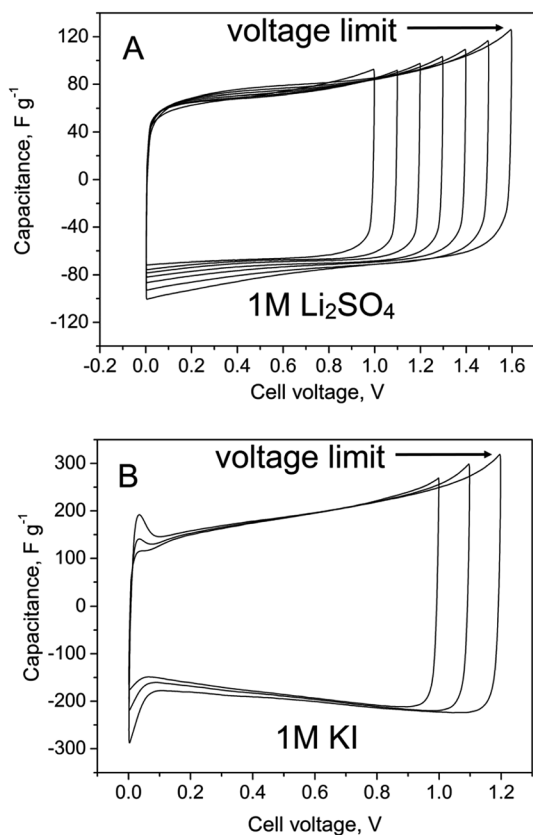 A
voltage limit
120
80
40
0
-40
-80
-120
Capacitance, F g⁻¹
1M Li₂SO₄
-0.2 0.0 0.2 0.4 0.6 0.8 1.0 1.2 1.4 1.6
Cell voltage, V
B
voltage limit
300
200
100
0
-100
-200
-300
Capacitance, F g⁻¹
1M KI
0.0 0.2 0.4 0.6 0.8 1.0 1.2
Cell voltage, V